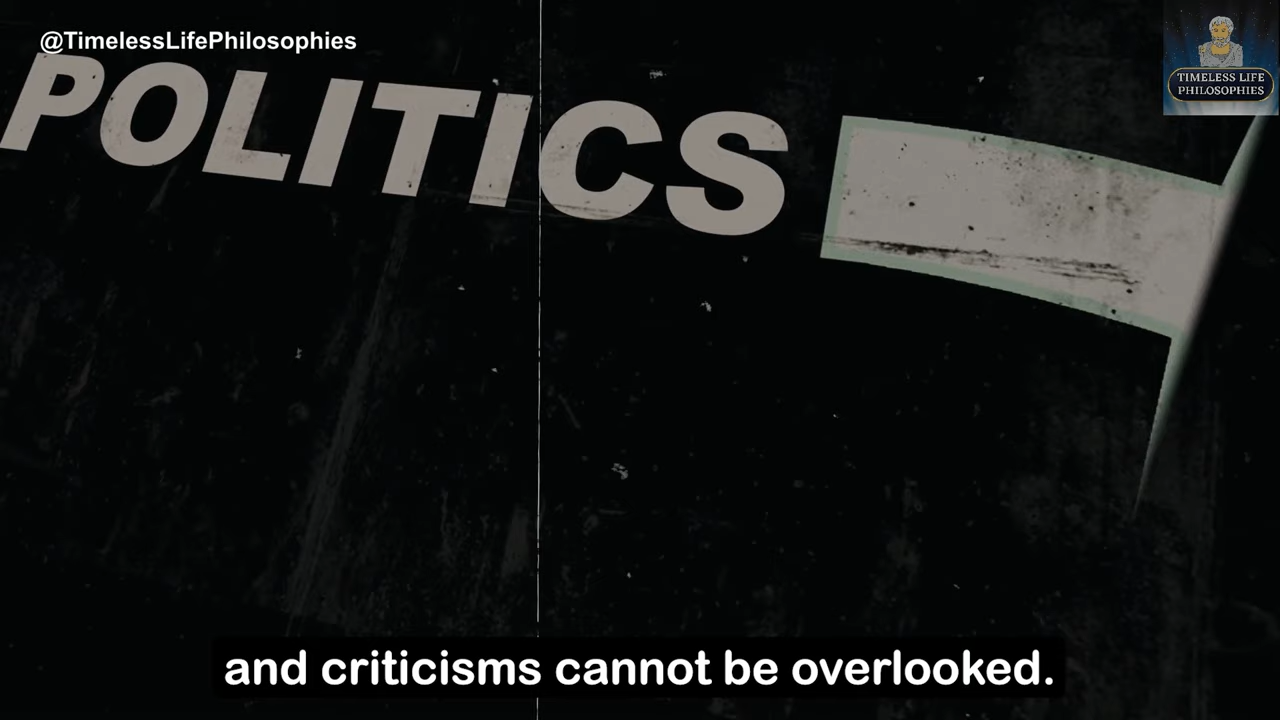 @TimelessLifePhilosophies
TIMELESS LIFE
PHILOSOPHIES
POLITICS
and criticisms cannot be overlooked.